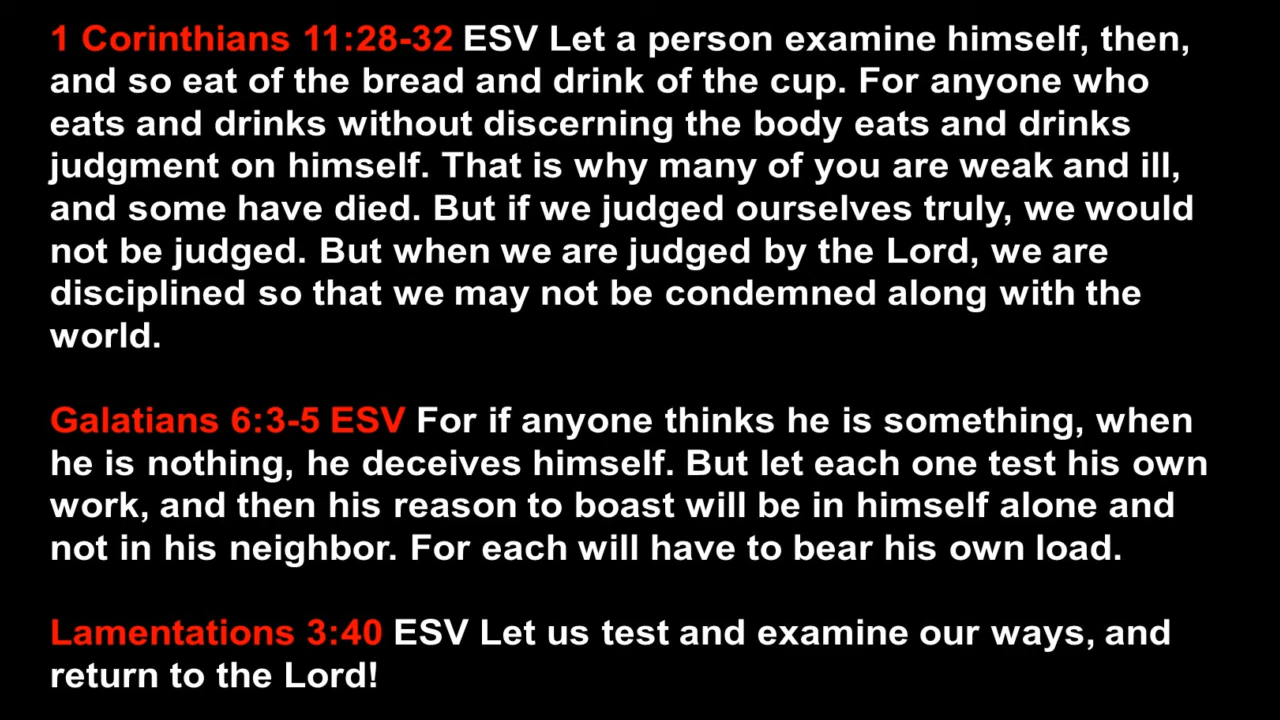 1 Corinthians 11:28-32 ESV Let a person examine himself, then,
and so eat of the bread and drink of the cup. For anyone who
eats and drinks without discerning the body eats and drinks
judgment on himself. That is why many of you are weak and ill,
and some have died. But if we judged ourselves truly, we would
not be judged. But when we are judged by the Lord, we are
disciplined so that we may not be condemned along with the
world.
Galatians 6:3-5 ESV For if anyone thinks he is something, when
he is nothing, he deceives himself. But let each one test his own
work, and then his reason to boast will be in himself alone and
not in his neighbor. For each will have to bear his own load.
Lamentations 3:40 ESV Let us test and examine our ways, and
return to the Lord!